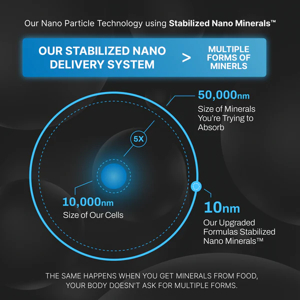 Our Nano Particle Technology using Stabilized Nano Minerals™
OUR STABILIZED NANO
DELIVERY SYSTEM
>
MULTIPLE
FORMS OF
MINERLS
50,000nm
Size of Minerals
You're Trying to
Absorb
5X
10,000nm
Size of Our Cells
10nm
Our Upgraded
Formulas Stabilized
Nano Minerals™
THE SAME HAPPENS WHEN YOU GET MINERALS FROM FOOD,
YOUR BODY DOESN'T ASK FOR MULTIPLE FORMS.